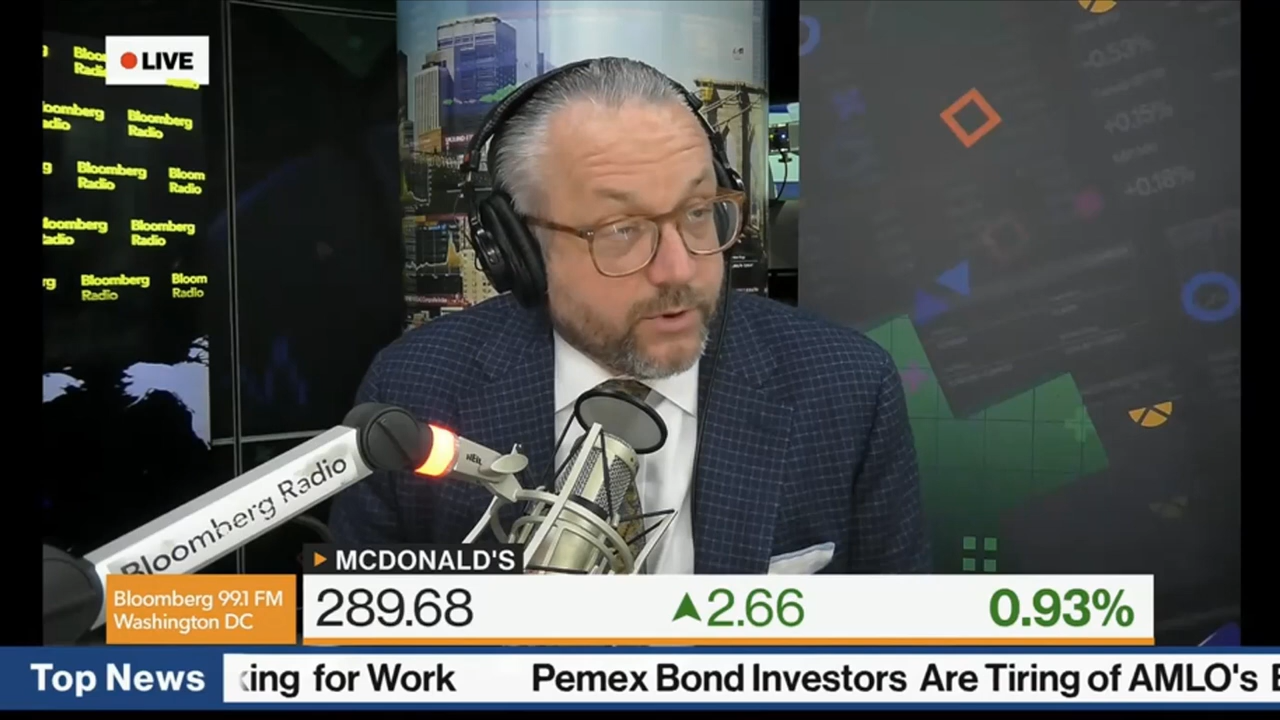 LIVE
Bloomberg
Radio
Bloomberg
Radio
Bloomberg
Radio
Bloomberg
Radio
Bloom
Radio
Bloomberg
Radio
Bloomberg
Radio
Bloom
Radio
-0.53%
+0.15%
+0.18%
Bloomberg Radio
MCDONALD'S
Bloomberg 99.1 FM
Washington DC
289.68
2.66
0.93%
Top News
king for Work
Pemex Bond Investors Are Tiring of AMLO's